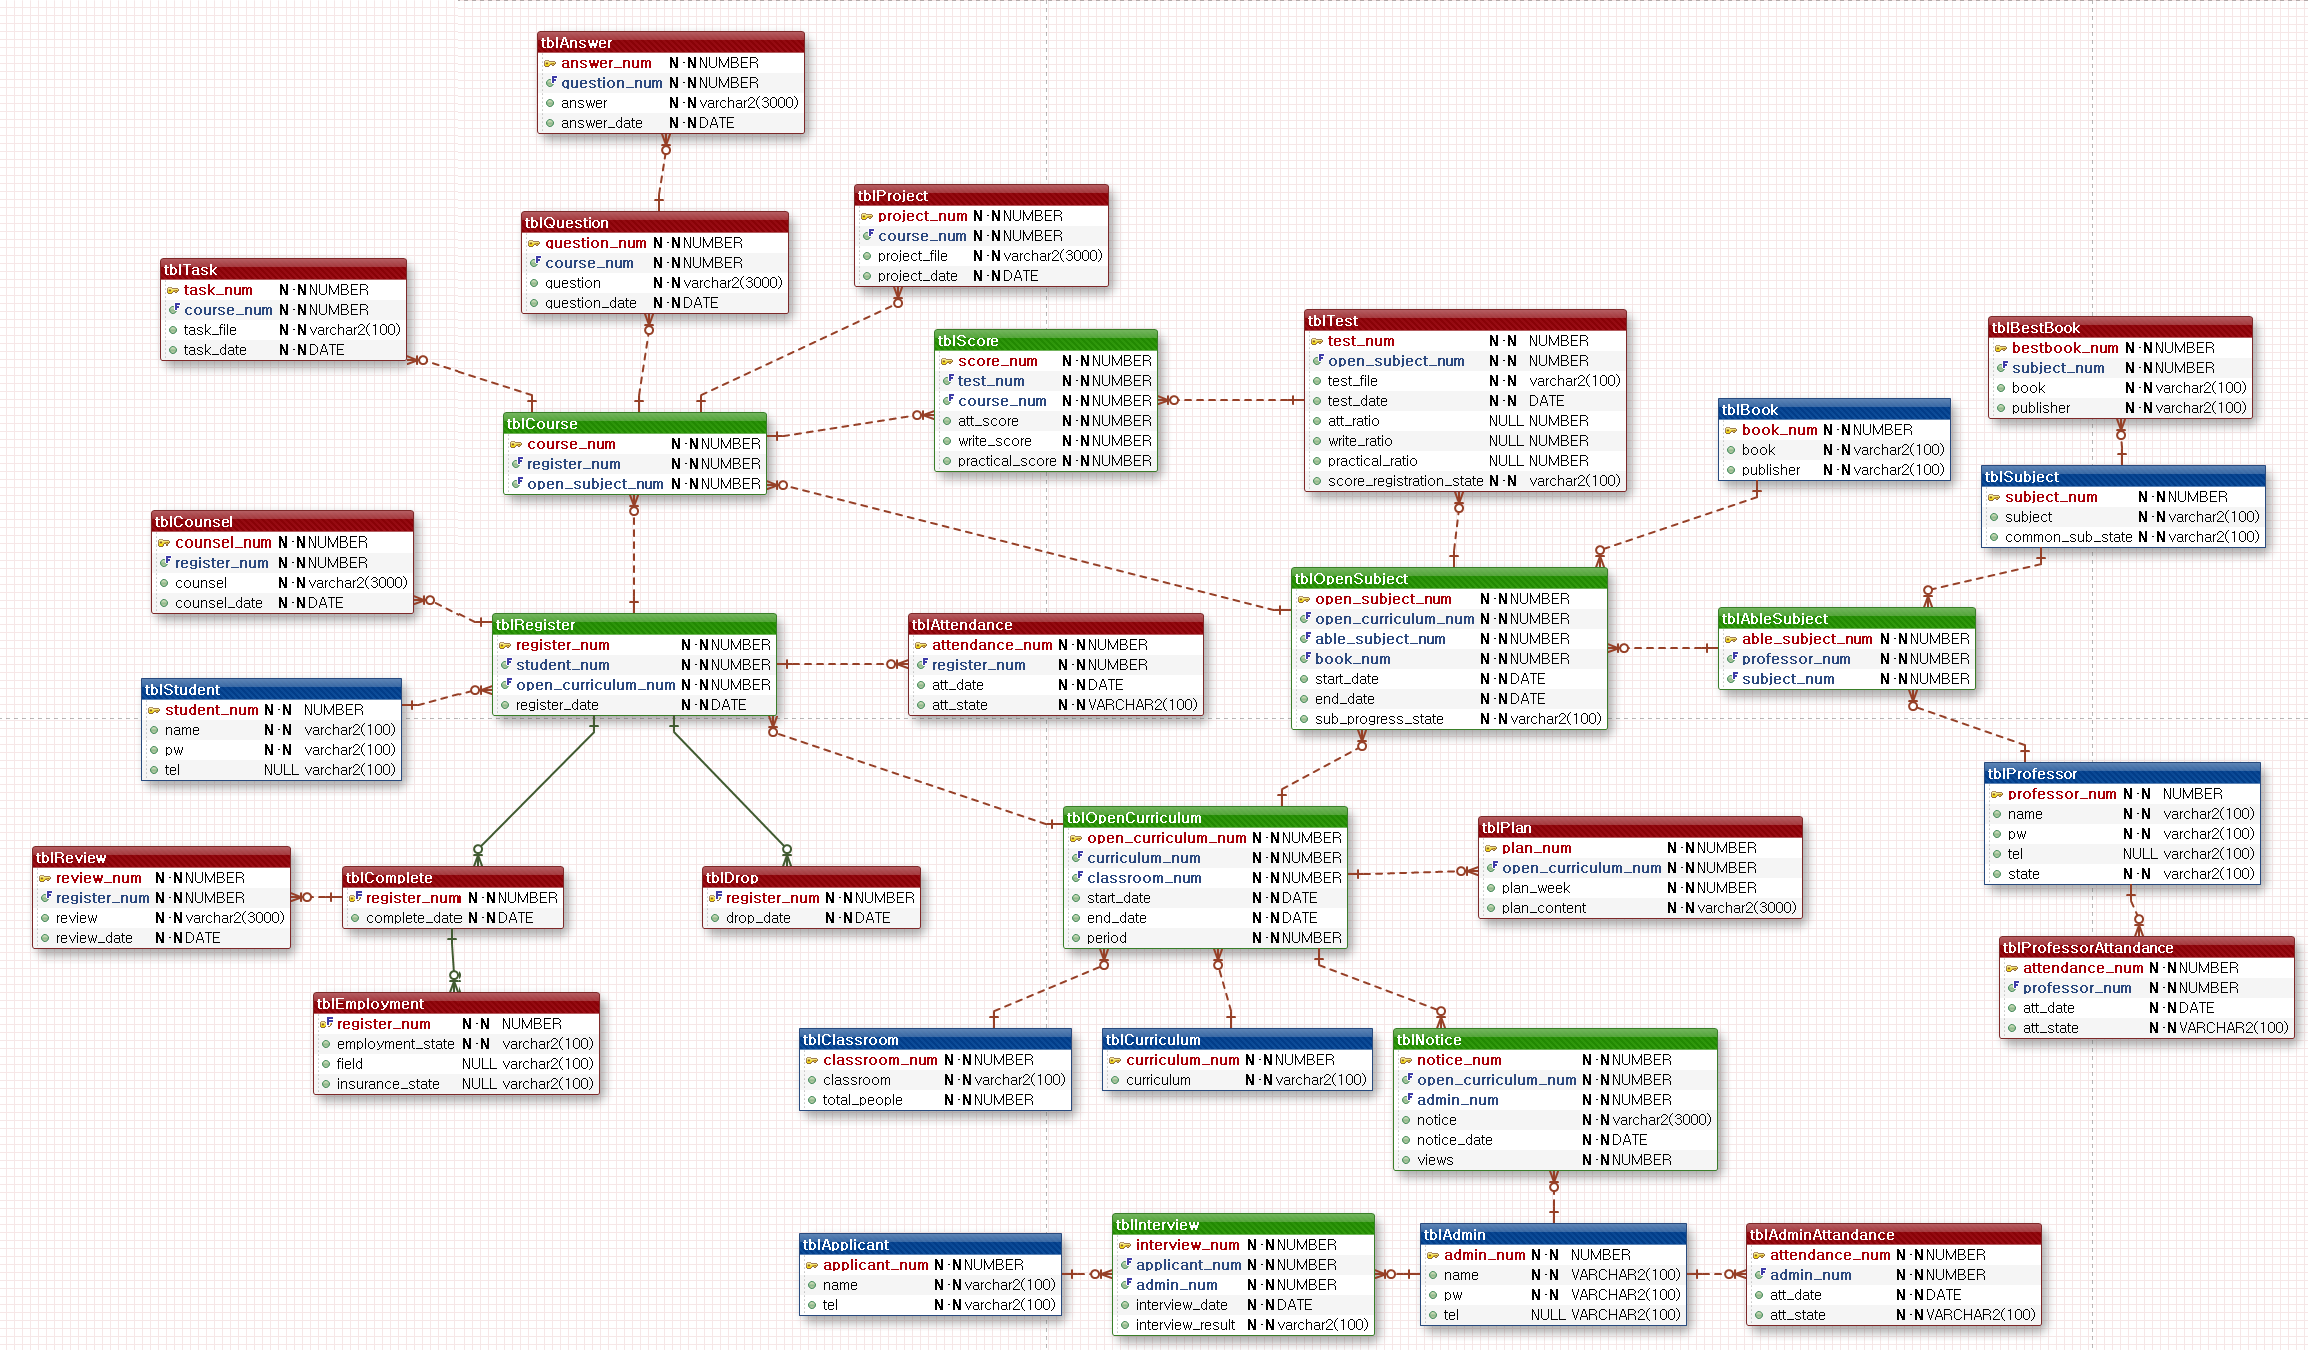 tblAnswer
answer_num N-N NUMBER
question_num N-N NUMBER
answer N-N varchar2(3000)
answer_date N-N DATE
tblQuestion
question_num N-N NUMBER
course_num N-N NUMBER
question N-N varchar2(3000)
question_date N-N DATE
tblProject
project_num N-N NUMBER
course_num N-N NUMBER
project_file N-N varchar2(3000)
project_date N-N DATE
tblTask
task_num N-N NUMBER
course_num N-N NUMBER
task_file N-N varchar2(100)
task_date N-N DATE
tblScore
score_num N-N NUMBER
test_num N-N NUMBER
course_num N-N NUMBER
att_score N-N NUMBER
write_score N-N NUMBER
practical_score N-N NUMBER
tblTest
test_num N-N NUMBER
open_subject_num N-N NUMBER
test_file N-N varchar2(100)
test_date N-N DATE
att_ratio NULL NUMBER
write_ratio NULL NUMBER
practical_ratio NULL NUMBER
score_registration_state N-N varchar2(100)
tblBestBook
bestbook_num N-N NUMBER
subject_num N-N NUMBER
book N-N varchar2(100)
publisher N-N varchar2(100)
tblBook
book_num N-N NUMBER
book N-N varchar2(100)
publisher N-N varchar2(100)
tblCourse
course_num N-N NUMBER
register_num N-N NUMBER
open_subject_num N-N NUMBER
tblSubject
subject_num N-N NUMBER
subject N-N varchar2(100)
common_sub_state N-N varchar2(100)
tblCounsel
counsel_num N-N NUMBER
register_num N-N NUMBER
counsel N-N varchar2(3000)
counsel_date N-N DATE
tblOpenSubject
open_subject_num N-N NUMBER
open_curriculum_num N-N NUMBER
able_subject_num N-N NUMBER
book_num N-N NUMBER
start_date N-N DATE
end_date N-N DATE
sub_progress_state N-N varchar2(100)
tblAbleSubject
able_subject_num N-N NUMBER
professor_num N-N NUMBER
subject_num N-N NUMBER
tblRegister
register_num N-N NUMBER
student_num N-N NUMBER
open_curriculum_num N-N NUMBER
register_date N-N DATE
tblAttendance
attendance_num N-N NUMBER
register_num N-N NUMBER
att_date N-N DATE
att_state N-N VARCHAR2(100)
tblStudent
student_num N-N NUMBER
name N-N varchar2(100)
pw N-N varchar2(100)
tel NULL varchar2(100)
tblProfessor
professor_num N-N NUMBER
name N-N varchar2(100)
pw N-N varchar2(100)
tel NULL varchar2(100)
state N-N varchar2(100)
tblOpenCurriculum
open_curriculum_num N-N NUMBER
curriculum_num N-N NUMBER
classroom_num N-N NUMBER
start_date N-N DATE
end_date N-N DATE
period N-N NUMBER
tblPlan
plan_num N-N NUMBER
open_curriculum_num N-N NUMBER
plan_week N-N NUMBER
plan_content N-N varchar2(3000)
tblReview
review_num N-N NUMBER
register_num N-N NUMBER
review N-N varchar2(3000)
review_date N-N DATE
tblComplete
register_num N-N NUMBER
complete_date N-N DATE
tblDrop
register_num N-N NUMBER
drop_date N-N DATE
tblProfessorAttandance
attendance_num N-N NUMBER
professor_num N-N NUMBER
att_date N-N DATE
att_state N-N VARCHAR2(100)
tblEmployment
register_num N-N NUMBER
employment_state N-N varchar2(100)
field NULL varchar2(100)
insurance_state NULL varchar2(100)
tblClassroom
classroom_num N-N NUMBER
classroom N-N varchar2(100)
total_people N-N NUMBER
tblCurriculum
curriculum_num N-N NUMBER
curriculum N-N varchar2(100)
tblNotice
notice_num N-N NUMBER
open_curriculum_num N-N NUMBER
admin_num N-N NUMBER
notice N-N varchar2(3000)
notice_date N-N DATE
views N-N NUMBER
tblApplicant
applicant_num N-N NUMBER
name N-N varchar2(100)
tel N-N varchar2(100)
tblInterview
interview_num N-N NUMBER
applicant_num N-N NUMBER
admin_num N-N NUMBER
interview_date N-N DATE
interview_result N-N varchar2(100)
tblAdmin
admin_num N-N NUMBER
name N-N VARCHAR2(100)
pw N-N VARCHAR2(100)
tel NULL VARCHAR2(100)
tblAdminAttandance
attendance_num N-N NUMBER
admin_num N-N NUMBER
att_date N-N DATE
att_state N-N VARCHAR2(100)